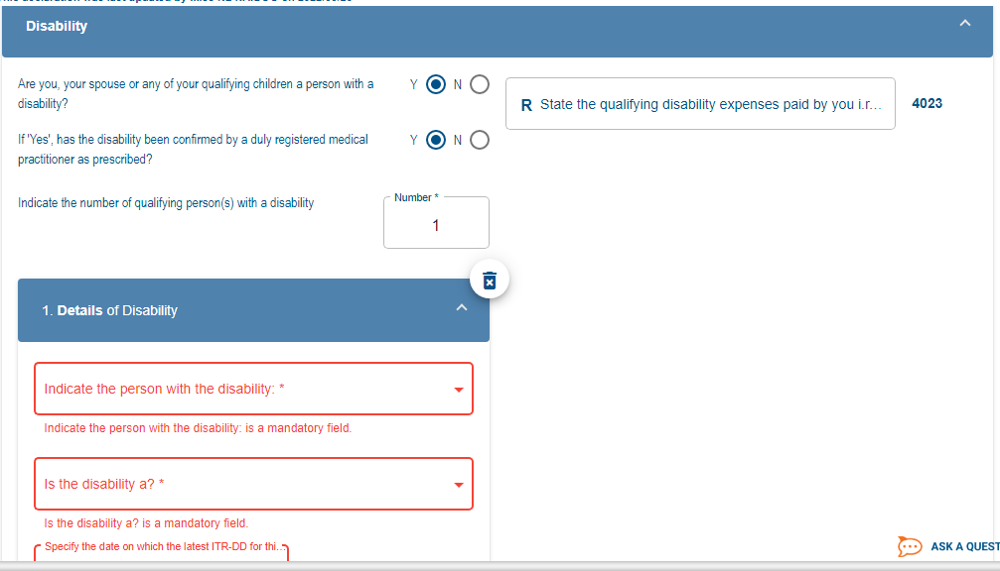 Disability
Are you, your spouse or any of your qualifying children a person with a
disability?
Y N
R State the qualifying disability expenses paid by you i.r...
4023
If 'Yes', has the disability been confirmed by a duly registered medical
practitioner as prescribed?
Y N
Indicate the number of qualifying person(s) with a disability
Number *
1
1. Details of Disability
Indicate the person with the disability: *
Indicate the person with the disability: is a mandatory field.
Is the disability a? *
Is the disability a? is a mandatory field.
Specify the date on which the latest ITR-DD for thi...
ASK A QUEST